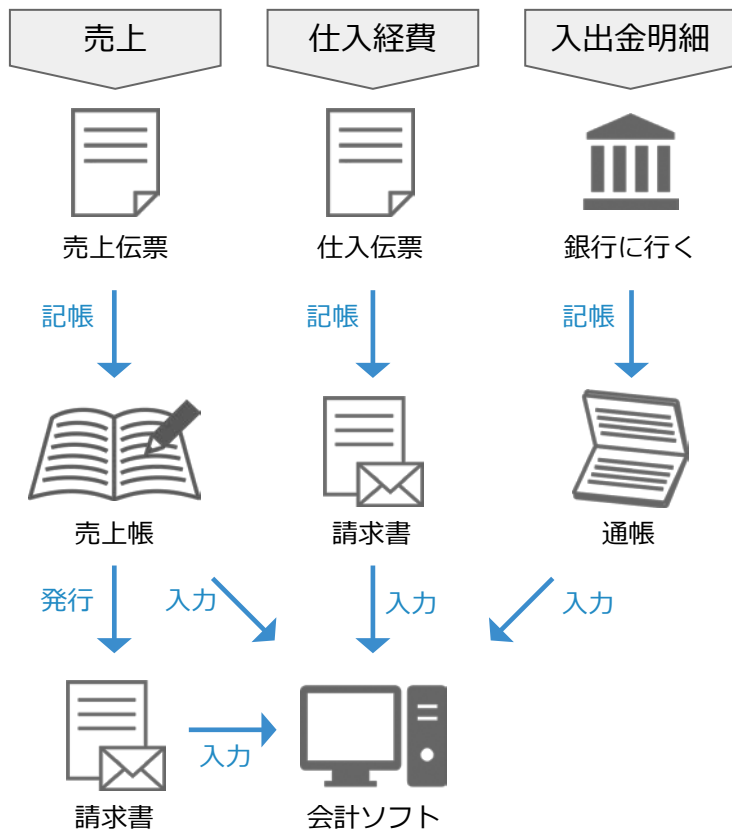 売上
仕入経費
入出金明細
売上伝票
仕入伝票
銀行に行く
記帳
記帳
記帳
売上帳
請求書
通帳
発行
入力
入力
入力
入力
請求書
会計ソフト